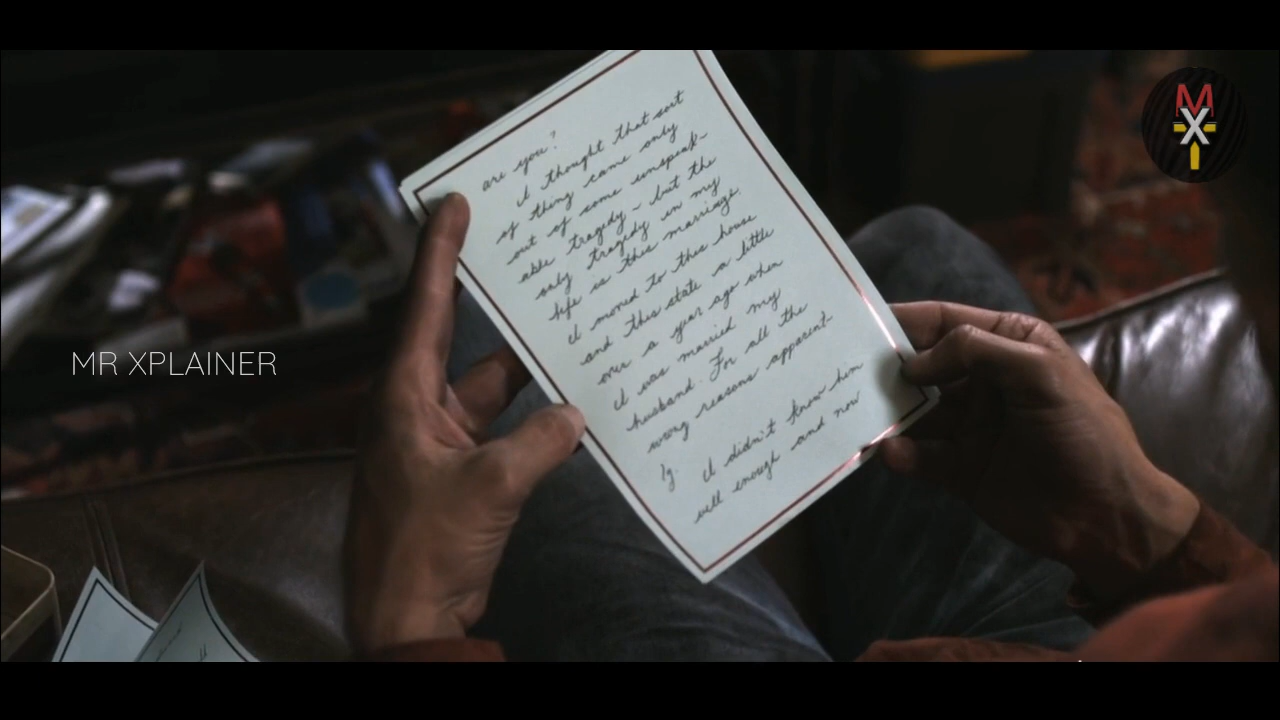 are you?
I thought that sort
of thing came only
out of some unspeak-
able tragedy - but the
only tragedy in my
life is this marriage.
I moved to this house
and this state a little
over a year ago when
I was married my
husband. For all the
wrong reasons apparent-
ly. I didn't know him
well enough and now
MR XPLAINER
MX